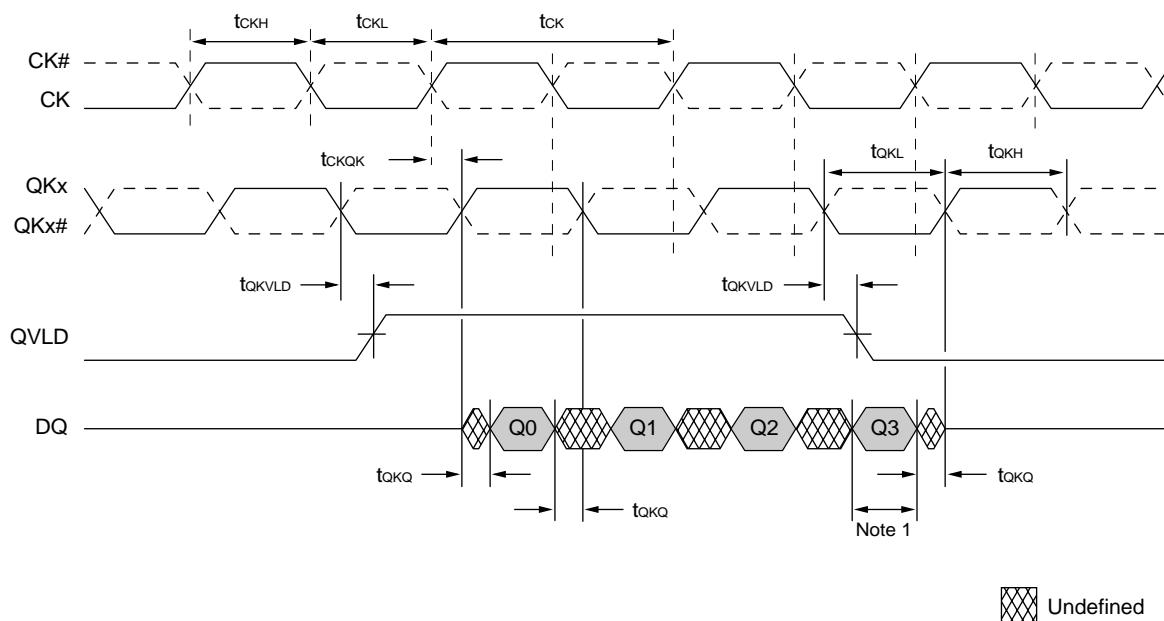 tCKH tCKL tCK
CK#
CK
tCKQK tQKL tQKH
QKx
QKx#
tQKVLD tQKVLD
QVLD
DQ Q0 Q1 Q2 Q3
tQKQ tQKQ tQKQ
Note 1
Undefined